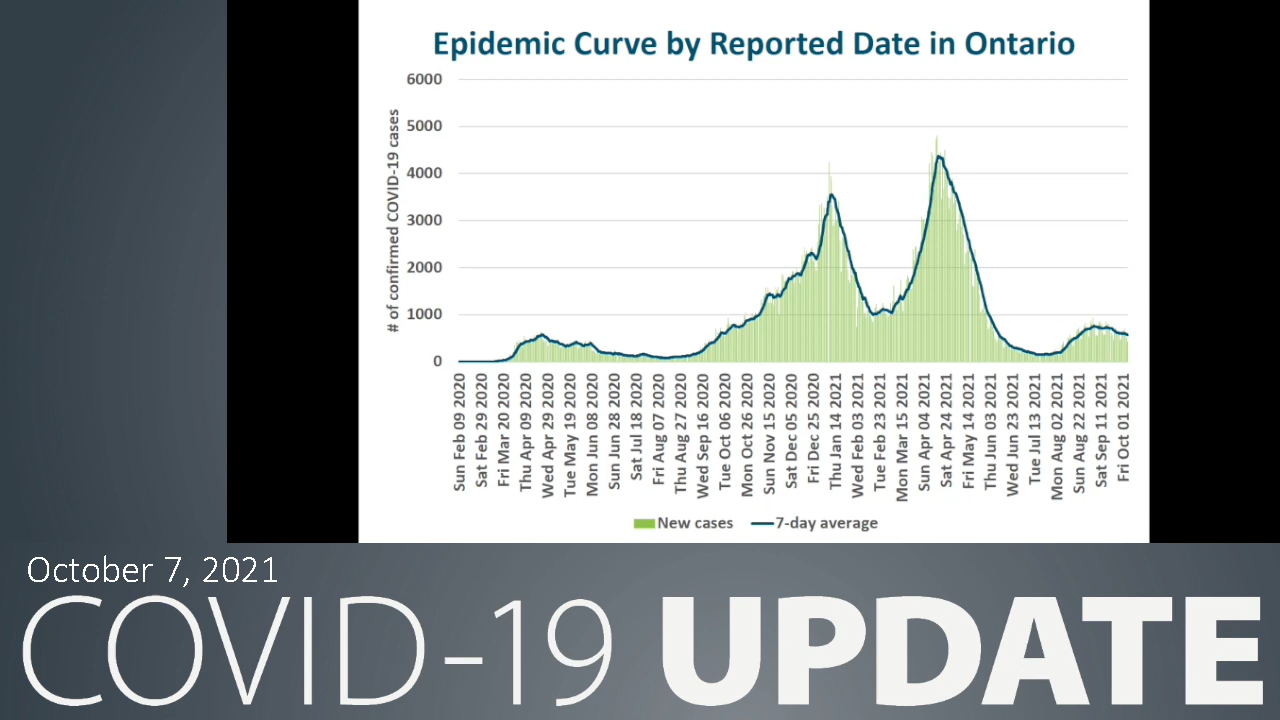 Epidemic Curve by Reported Date in Ontario
# of confirmed COVID-19 cases
6000
5000
4000
3000
2000
1000
0
Sun Feb 09 2020
Sat Feb 29 2020
Fri Mar 20 2020
Thu Apr 09 2020
Wed Apr 29 2020
Tue May 19 2020
Mon Jun 08 2020
Sun Jun 28 2020
Sat Jul 18 2020
Fri Aug 07 2020
Thu Aug 27 2020
Wed Sep 16 2020
Tue Oct 06 2020
Mon Oct 26 2020
Sun Nov 15 2020
Sat Dec 05 2020
Fri Dec 25 2020
Thu Jan 14 2021
Wed Feb 03 2021
Tue Feb 23 2021
Mon Mar 15 2021
Sun Apr 04 2021
Sat Apr 24 2021
Fri May 14 2021
Thu Jun 03 2021
Wed Jun 23 2021
Tue Jul 13 2021
Mon Aug 02 2021
Sun Aug 22 2021
Sat Sep 11 2021
Fri Oct 01 2021
New cases
7-day average
October 7, 2021
COVID-19 UPDATE